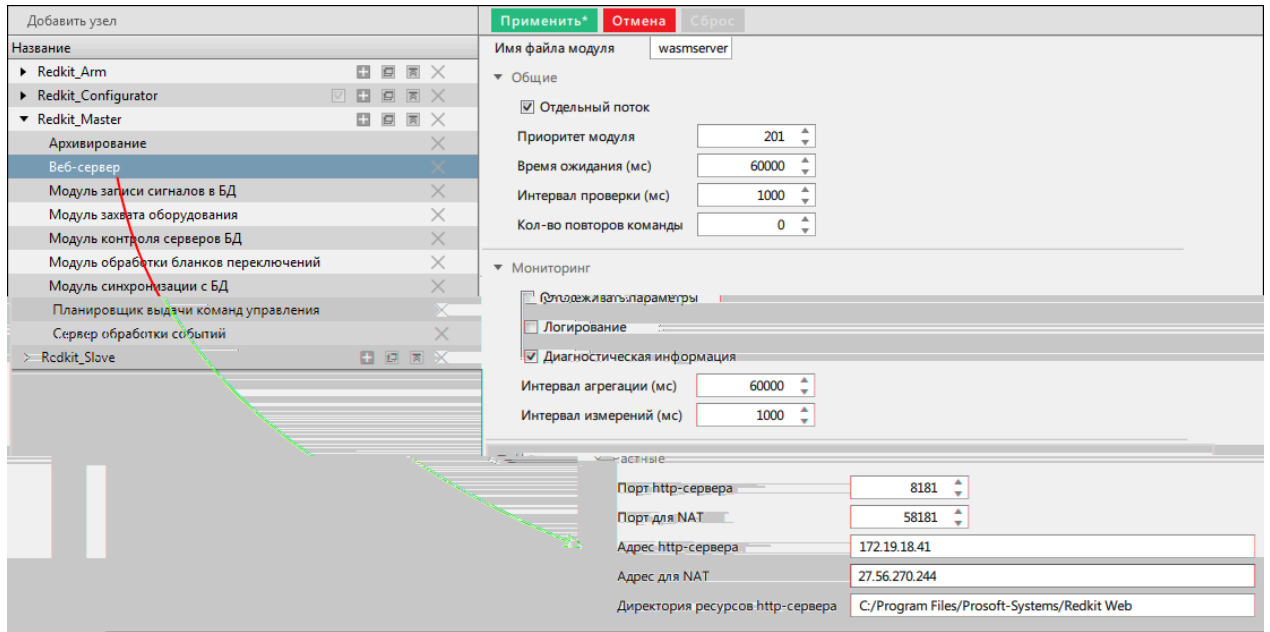 Добавить узел
Применить* Отмена Сброс
Название
Имя файла модуля wasmserver
Redkit_Arm
Redkit_Configurator
Redkit_Master
Архивирование
Веб-сервер
Модуль записи сигналов в БД
Модуль захвата оборудования
Модуль контроля серверов БД
Модуль обработки бланков переключений
Модуль синхронизации с БД
Планировщик выдачи команд управления
Сервер обработки событий
Redkit_Slave
Общие
Отдельный поток
Приоритет модуля 201
Время ожидания (мс) 60000
Интервал проверки (мс) 1000
Кол-во повторов команды 0
Мониторинг
Отслеживать параметры
Логирование
Диагностическая информация
Интервал агрегации (мс) 60000
Интервал измерений (мс) 1000
Порт http-сервера 8181
Порт для NAT 58181
Адрес http-сервера 172.19.18.41
Адрес для NAT 27.56.270.244
Директория ресурсов http-сервера C:/Program Files/Prosoft-Systems/Redkit Web